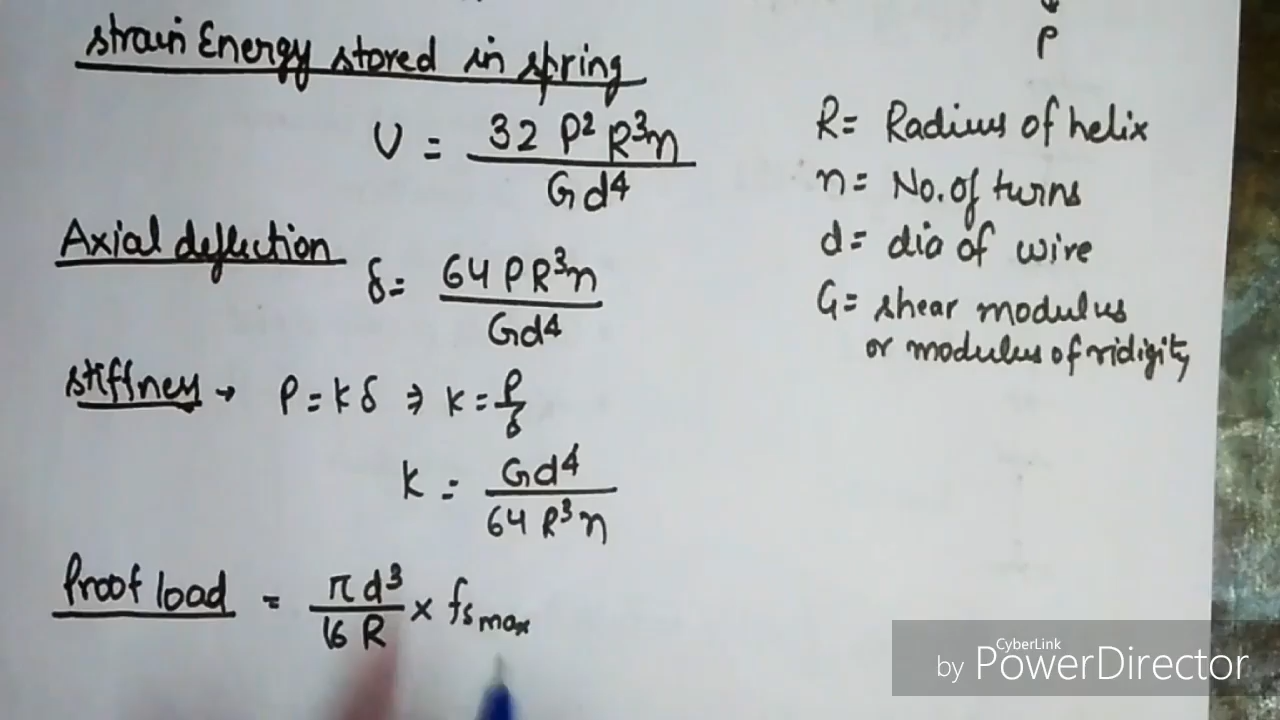 strain Energy stored in spring
U = 32 P² R³n / Gd⁴
Axial deflection
δ = 64 PR³n / Gd⁴
stiffness → P = kδ ⇒ k = P/δ
k = Gd⁴ / 64 R³n
Proof load = πd³ / 16 R × fs max
P
R = Radius of helix
n = No. of turns
d = dia of wire
G = shear modulus
or modulus of ridigity
by CyberLink PowerDirector